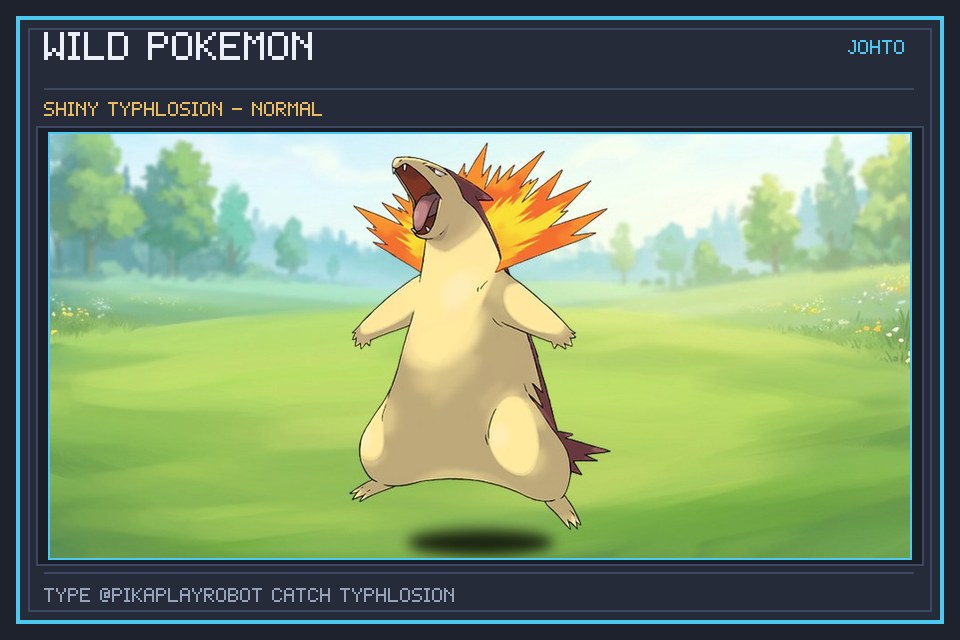 WILD POKEMON
JOHTO
SHINY TYPHLOSION - NORMAL
TYPE @PIKAPLAYROBOT CATCH TYPHLOSION